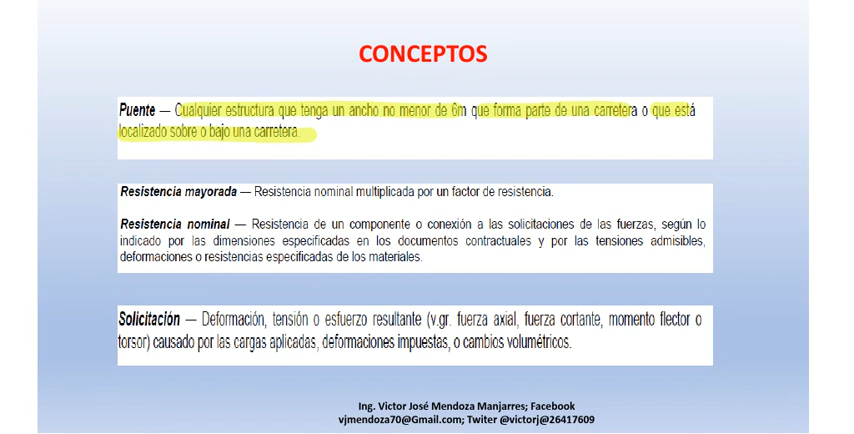 CONCEPTOS
Puente — Cualquier estructura que tenga un ancho no menor de 6m que forma parte de una carretera o que está
localizado sobre o bajo una carretera.
Resistencia mayorada — Resistencia nominal multiplicada por un factor de resistencia.
Resistencia nominal — Resistencia de un componente o conexión a las solicitaciones de las fuerzas, según lo
indicado por las dimensiones especificadas en los documentos contractuales y por las tensiones admisibles,
deformaciones o resistencias especificadas de los materiales.
Solicitación — Deformación, tensión o esfuerzo resultante (v.gr. fuerza axial, fuerza cortante, momento flector o
torsor) causado por las cargas aplicadas, deformaciones impuestas, o cambios volumétricos.
Ing. Victor José Mendoza Manjarres; Facebook
vjmendoza70@Gmail.com; Twiter @victorj@26417609